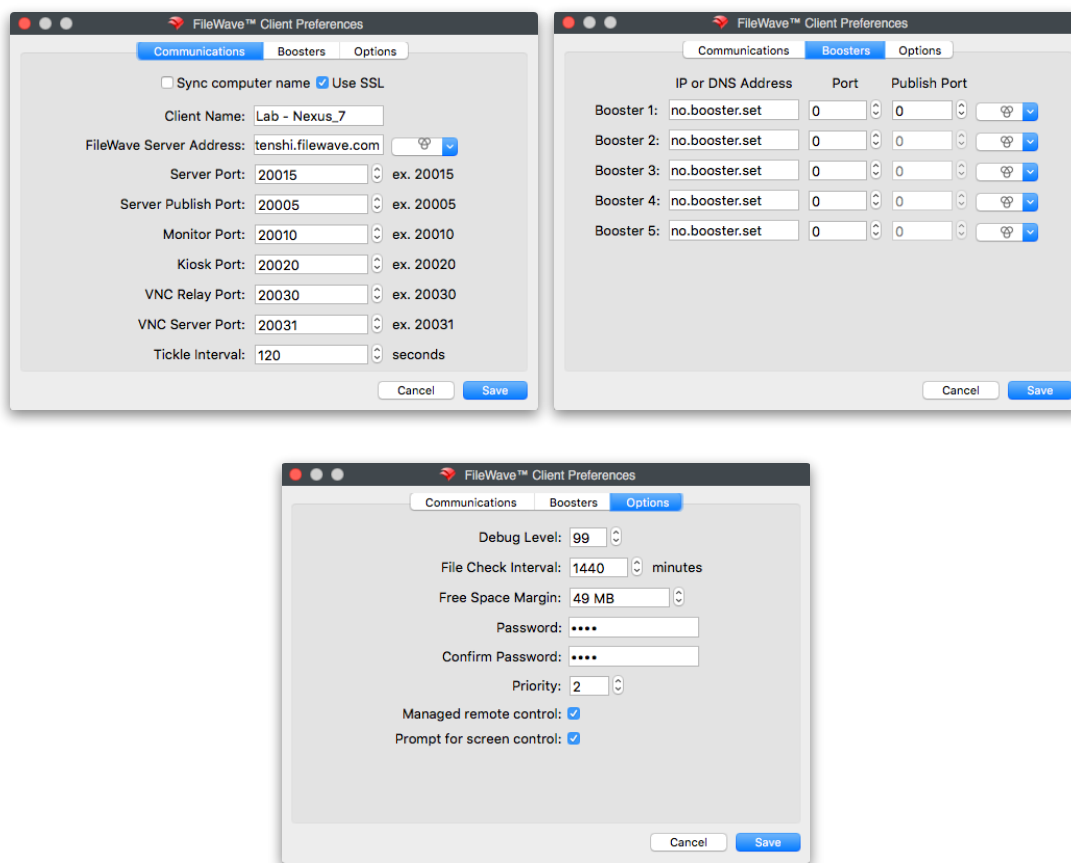 FileWave™ Client Preferences
Communications Boosters Options
Sync computer name Use SSL
Client Name: Lab - Nexus_7
FileWave Server Address: tenshi.filewave.com
Server Port: 20015 ex. 20015
Server Publish Port: 20005 ex. 20005
Monitor Port: 20010 ex. 20010
Kiosk Port: 20020 ex. 20020
VNC Relay Port: 20030 ex. 20030
VNC Server Port: 20031 ex. 20031
Tickle Interval: 120 seconds
Cancel Save
FileWave™ Client Preferences
Communications Boosters Options
IP or DNS Address Port Publish Port
Booster 1: no.booster.set 0 0
Booster 2: no.booster.set 0 0
Booster 3: no.booster.set 0 0
Booster 4: no.booster.set 0 0
Booster 5: no.booster.set 0 0
Cancel Save
FileWave™ Client Preferences
Communications Boosters Options
Debug Level: 99
File Check Interval: 1440 minutes
Free Space Margin: 49 MB
Password: ••••
Confirm Password: ••••
Priority: 2
Managed remote control:
Prompt for screen control:
Cancel Save